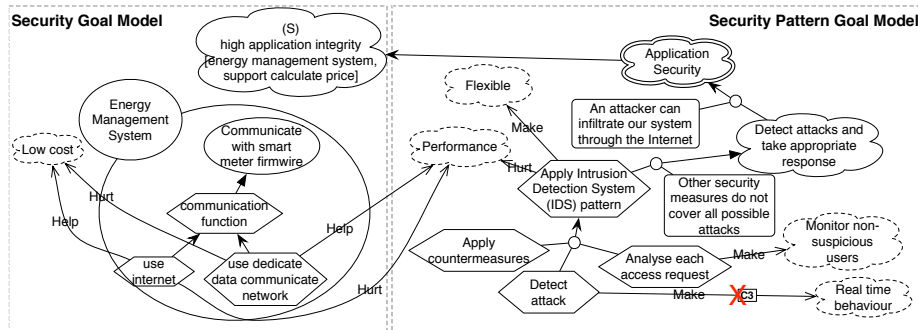 Security Goal Model
Security Pattern Goal Model
(S)
high application integrity
[energy management system,
support calculate price]
Application
Security
Flexible
Energy
Management
System
An attacker can
infiltrate our system
through the Internet
Communicate
with smart
meter firmwire
Low cost
Performance
Make
Detect attacks and
take appropriate
response
Hurt
Apply Intrusion
Detection System
(IDS) pattern
Other security
measures do not
cover all possible
attacks
Hurt
communication
function
Help
Help
Monitor non-
suspicious
users
Apply
countermeasures
Analyse each
access request
Make
use
internet
use dedicate
data communicate
network
Hurt
Detect
attack
Make
C3
Real time
behaviour